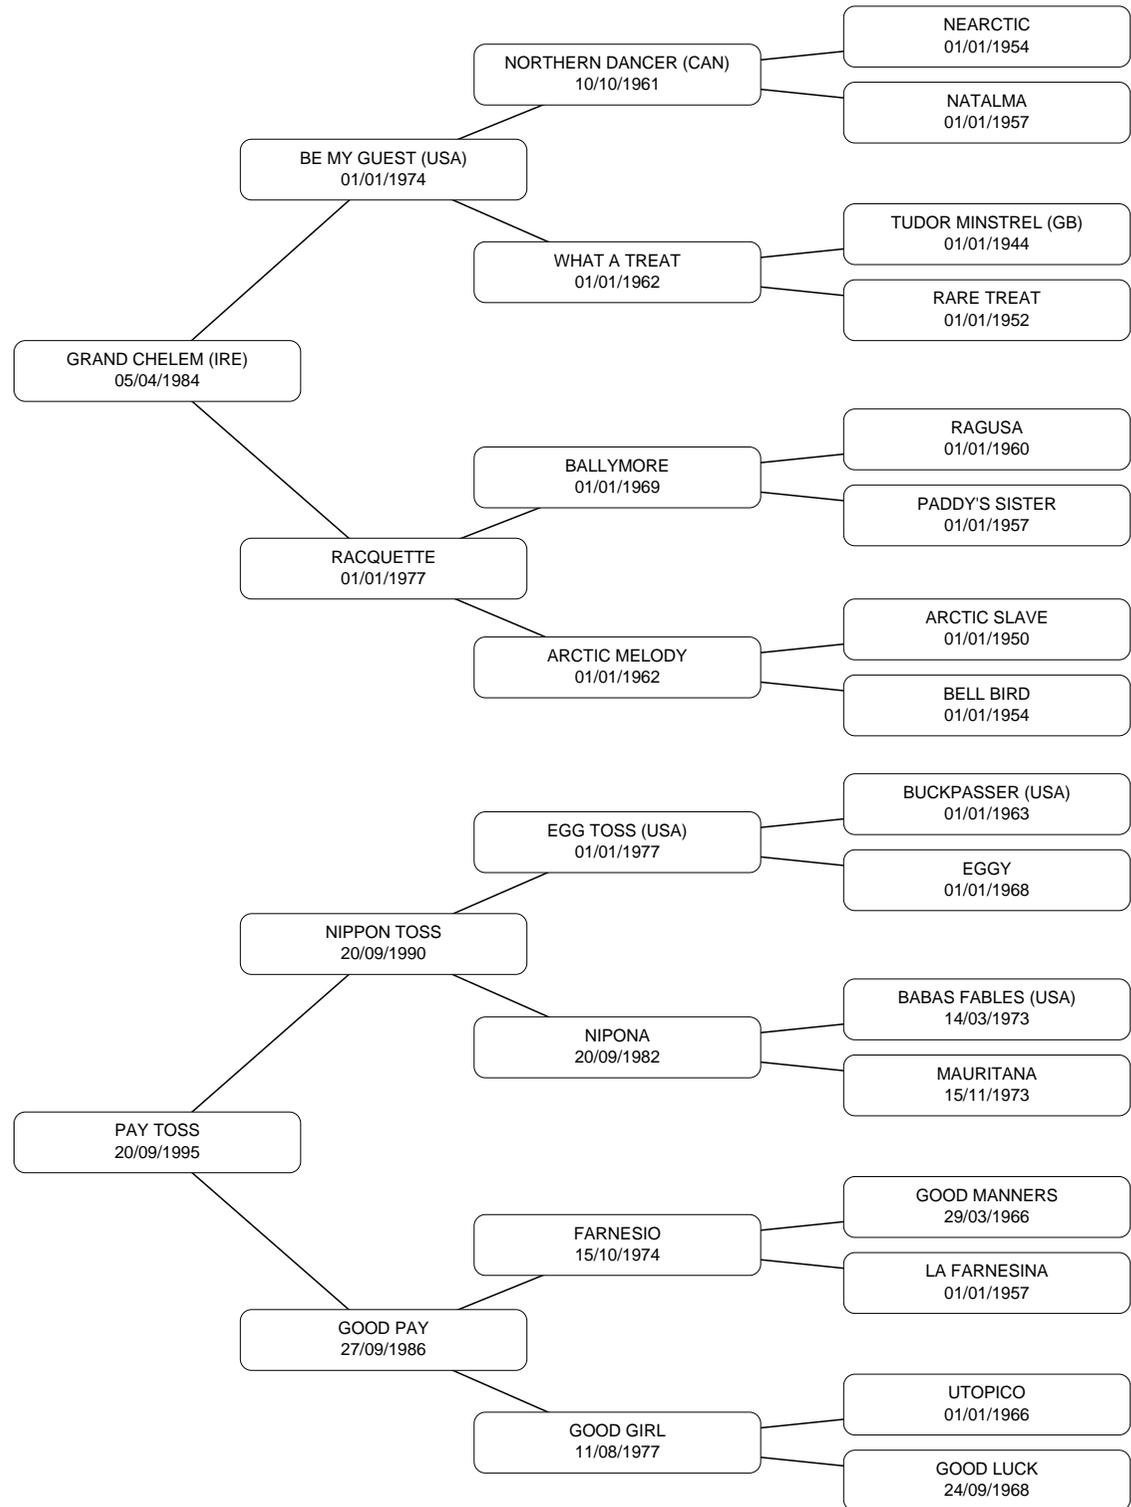 NEARCTIC
01/01/1954
NORTHERN DANCER (CAN)
10/10/1961
NATALMA
01/01/1957
BE MY GUEST (USA)
01/01/1974
TUDOR MINSTREL (GB)
01/01/1944
WHAT A TREAT
01/01/1962
RARE TREAT
01/01/1952
GRAND CHELEM (IRE)
05/04/1984
RAGUSA
01/01/1960
BALLYMORE
01/01/1969
PADDY'S SISTER
01/01/1957
RACQUETTE
01/01/1977
ARCTIC SLAVE
01/01/1950
ARCTIC MELODY
01/01/1962
BELL BIRD
01/01/1954
BUCKPASSER (USA)
01/01/1963
EGG TOSS (USA)
01/01/1977
EGGY
01/01/1968
NIPPON TOSS
20/09/1990
BABAS FABLES (USA)
14/03/1973
NIPONA
20/09/1982
MAURITANA
15/11/1973
PAY TOSS
20/09/1995
GOOD MANNERS
29/03/1966
FARNESIO
15/10/1974
LA FARNESINA
01/01/1957
GOOD PAY
27/09/1986
UTOPICO
01/01/1966
GOOD GIRL
11/08/1977
GOOD LUCK
24/09/1968